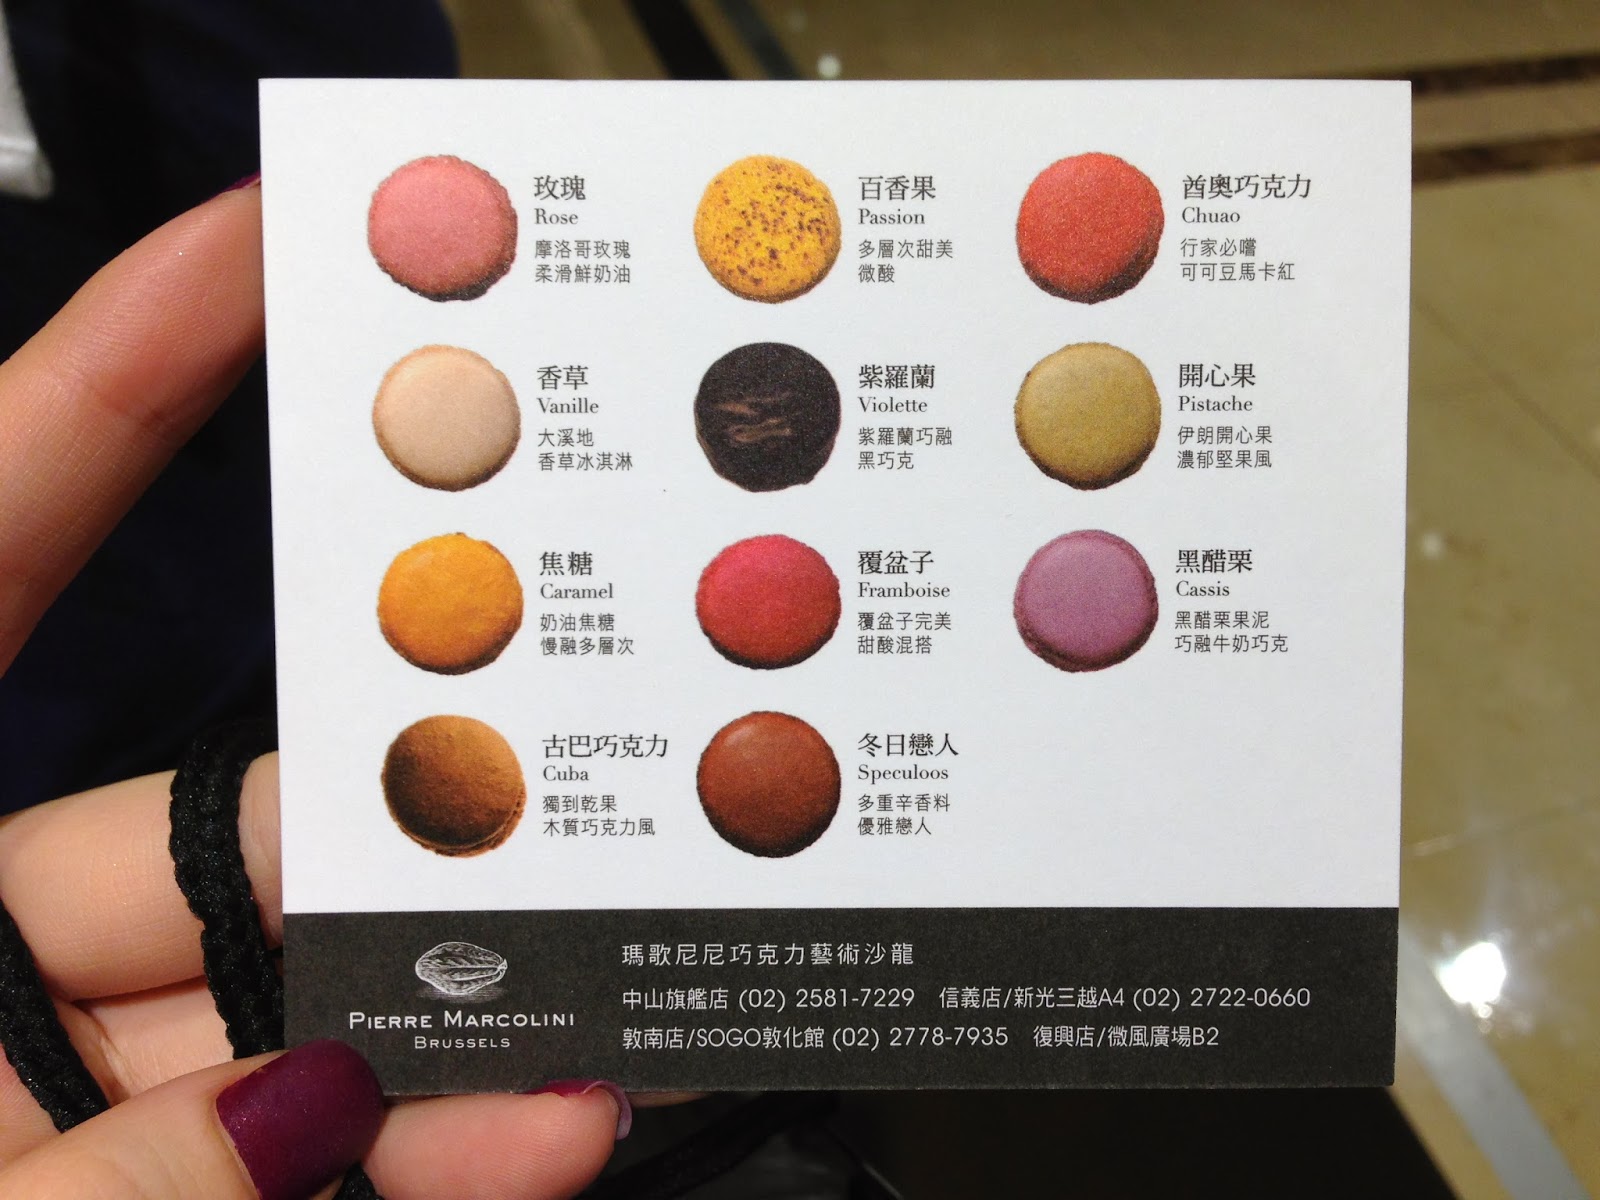 玫瑰
Rose
摩洛哥玫瑰
柔滑鮮奶油
百香果
Passion
多層次甜美
微酸
酋奧巧克力
Chuao
行家必嚐
可可豆馬卡紅
香草
Vanille
大溪地
香草冰淇淋
紫羅蘭
Violette
紫羅蘭巧融
黑巧克
開心果
Pistache
伊朗開心果
濃郁堅果風
焦糖
Caramel
奶油焦糖
慢融多層次
覆盆子
Framboise
覆盆子完美
甜酸混搭
黑醋栗
Cassis
黑醋栗果泥
巧融牛奶巧克
古巴巧克力
Cuba
獨到乾果
木質巧克力風
冬日戀人
Speculoos
多重辛香料
優雅戀人
PIERRE MARCOLINI
BRUSSELS
瑪歌尼尼巧克力藝術沙龍
中山旗艦店 (02) 2581-7229 信義店/新光三越A4 (02) 2722-0660
敦南店/SOGO敦化館 (02) 2778-7935 復興店/微風廣場B2